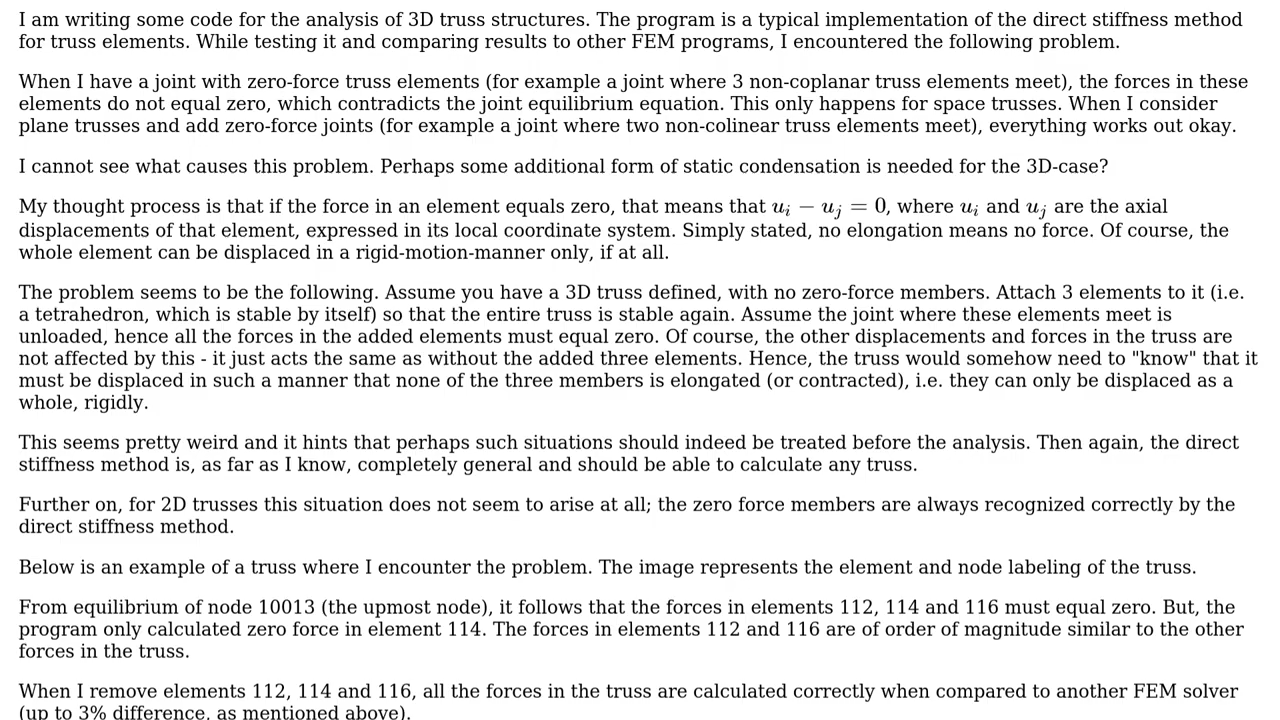 I am writing some code for the analysis of 3D truss structures. The program is a typical implementation of the direct stiffness method
for truss elements. While testing it and comparing results to other FEM programs, I encountered the following problem.
When I have a joint with zero-force truss elements (for example a joint where 3 non-coplanar truss elements meet), the forces in these
elements do not equal zero, which contradicts the joint equilibrium equation. This only happens for space trusses. When I consider
plane trusses and add zero-force joints (for example a joint where two non-colinear truss elements meet), everything works out okay.
I cannot see what causes this problem. Perhaps some additional form of static condensation is needed for the 3D-case?
My thought process is that if the force in an element equals zero, that means that $u_i - u_j = 0$, where $u_i$ and $u_j$ are the axial
displacements of that element, expressed in its local coordinate system. Simply stated, no elongation means no force. Of course, the
whole element can be displaced in a rigid-motion-manner only, if at all.
The problem seems to be the following. Assume you have a 3D truss defined, with no zero-force members. Attach 3 elements to it (i.e.
a tetrahedron, which is stable by itself) so that the entire truss is stable again. Assume the joint where these elements meet is
unloaded, hence all the forces in the added elements must equal zero. Of course, the other displacements and forces in the truss are
not affected by this - it just acts the same as without the added three elements. Hence, the truss would somehow need to "know" that it
must be displaced in such a manner that none of the three members is elongated (or contracted), i.e. they can only be displaced as a
whole, rigidly.
This seems pretty weird and it hints that perhaps such situations should indeed be treated before the analysis. Then again, the direct
stiffness method is, as far as I know, completely general and should be able to calculate any truss.
Further on, for 2D trusses this situation does not seem to arise at all; the zero force members are always recognized correctly by the
direct stiffness method.
Below is an example of a truss where I encounter the problem. The image represents the element and node labeling of the truss.
From equilibrium of node 10013 (the upmost node), it follows that the forces in elements 112, 114 and 116 must equal zero. But, the
program only calculated zero force in element 114. The forces in elements 112 and 116 are of order of magnitude similar to the other
forces in the truss.
When I remove elements 112, 114 and 116, all the forces in the truss are calculated correctly when compared to another FEM solver
(up to 3% difference, as mentioned above).